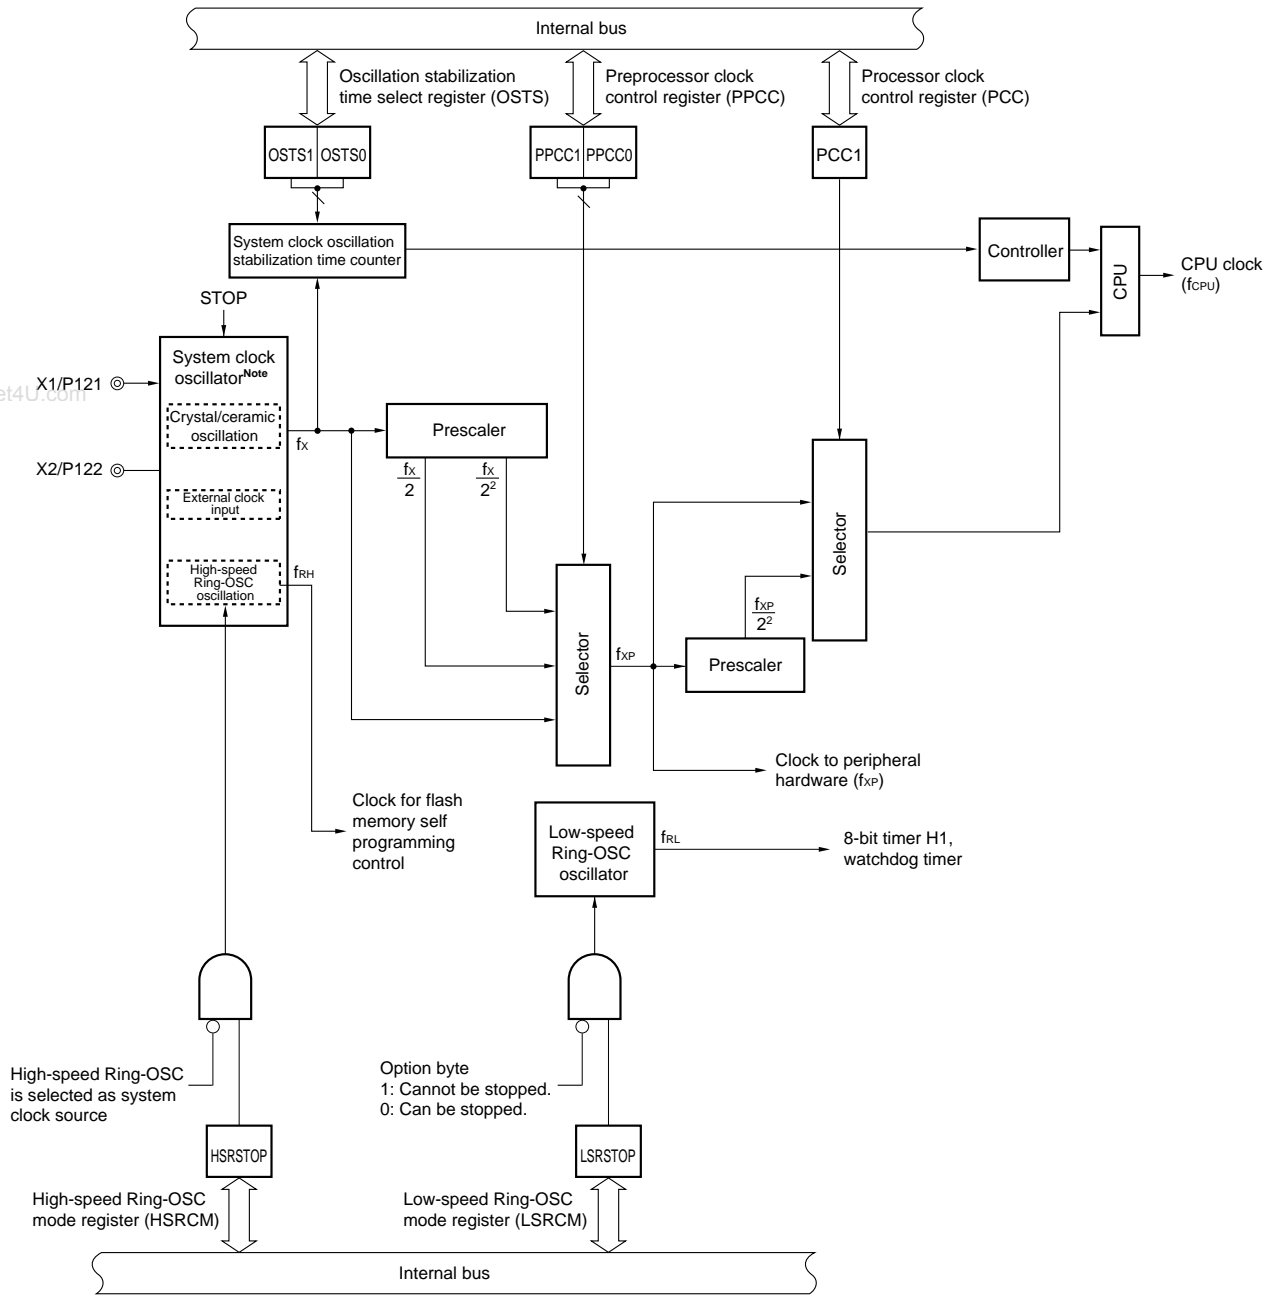 Internal bus
Oscillation stabilization
time select register (OSTS)
Preprocessor clock
control register (PPCC)
Processor clock
control register (PCC)
OSTS1 OSTS0
PPCC1 PPCC0
PCC1
System clock oscillation
stabilization time counter
Controller
CPU
CPU clock
(fCPU)
STOP
System clock
oscillatorNote
X1/P121
et4U.com
Crystal/ceramic
oscillation
fX
Prescaler
X2/P122
fX
2
fX
2²
External clock
input
High-speed
Ring-OSC
oscillation
fRH
Selector
fXP
Selector
fXP
2²
Prescaler
Clock to peripheral
hardware (fXP)
Clock for flash
memory self
programming
control
Low-speed
Ring-OSC
oscillator
fRL
8-bit timer H1,
watchdog timer
High-speed Ring-OSC
is selected as system
clock source
Option byte
1: Cannot be stopped.
0: Can be stopped.
HSRSTOP
LSRSTOP
High-speed Ring-OSC
mode register (HSRCM)
Low-speed Ring-OSC
mode register (LSRCM)
Internal bus